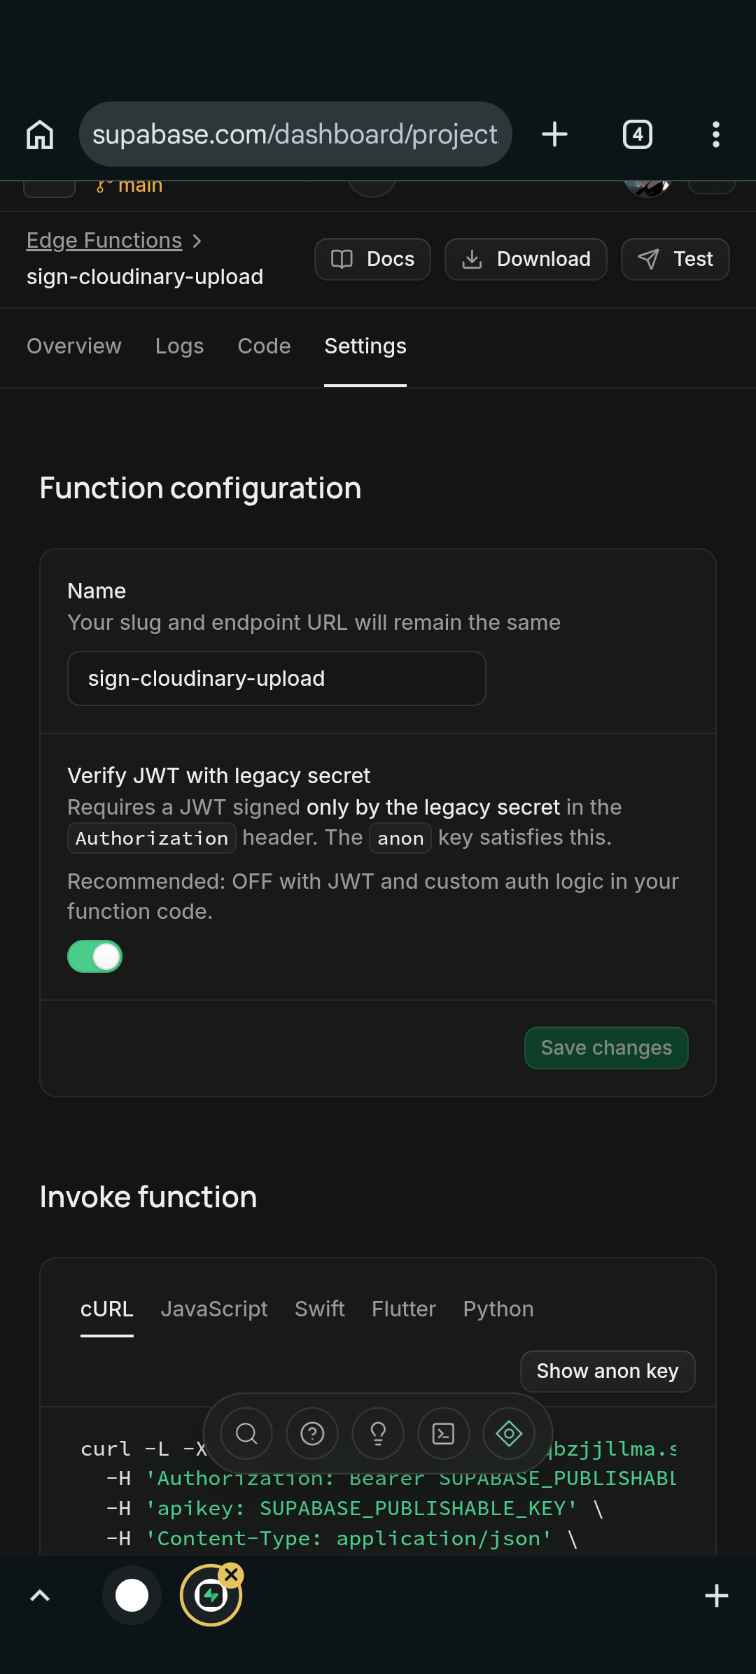 supabase.com/dashboard/project
4
main
Edge Functions >
sign-cloudinary-upload
Docs
Download
Test
Overview
Logs
Code
Settings
Function configuration
Name
Your slug and endpoint URL will remain the same
sign-cloudinary-upload
Verify JWT with legacy secret
Requires a JWT signed only by the legacy secret in the
Authorization header. The anon key satisfies this.
Recommended: OFF with JWT and custom auth logic in your
function code.
Save changes
Invoke function
cURL
JavaScript
Swift
Flutter
Python
Show anon key
curl -L -X qbzjjllma.s
-H 'Authorization: Bearer SUPABASE_PUBLISHABL
-H 'apikey: SUPABASE_PUBLISHABLE_KEY' \
-H 'Content-Type: application/json' \